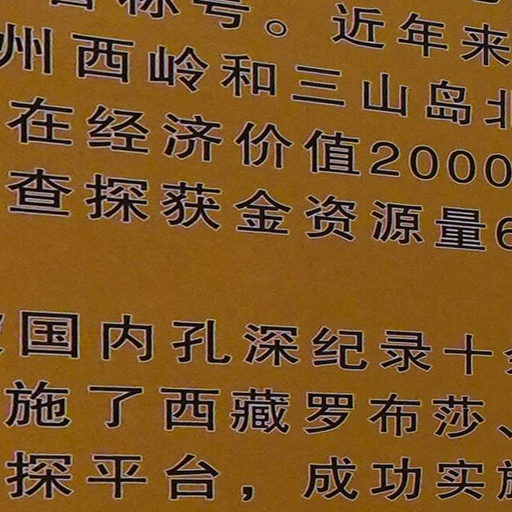 称号。近年来
州西岭和三山岛北
在经济价值2000
查探获金资源量6
国内孔深纪录十
施了西藏罗布莎、
探平台，成功实施